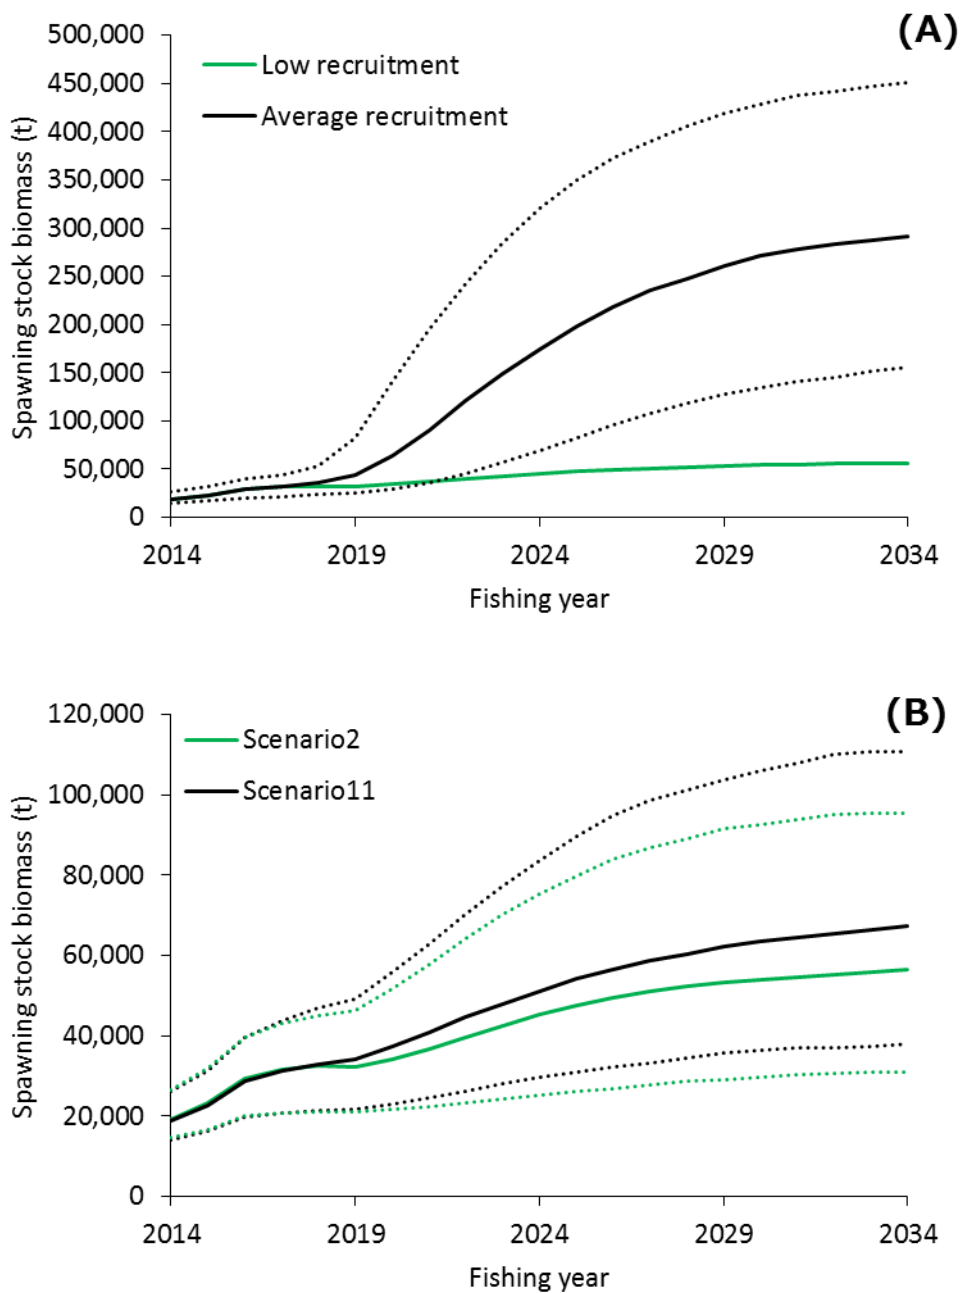 (A)
500,000
450,000
400,000
350,000
300,000
250,000
200,000
150,000
100,000
50,000
0
Spawning stock biomass (t)
Low recruitment
Average recruitment
2014 2019 2024 2029 2034
Fishing year
(B)
120,000
100,000
80,000
60,000
40,000
20,000
0
Spawning stock biomass (t)
Scenario2
Scenario11
2014 2019 2024 2029 2034
Fishing year